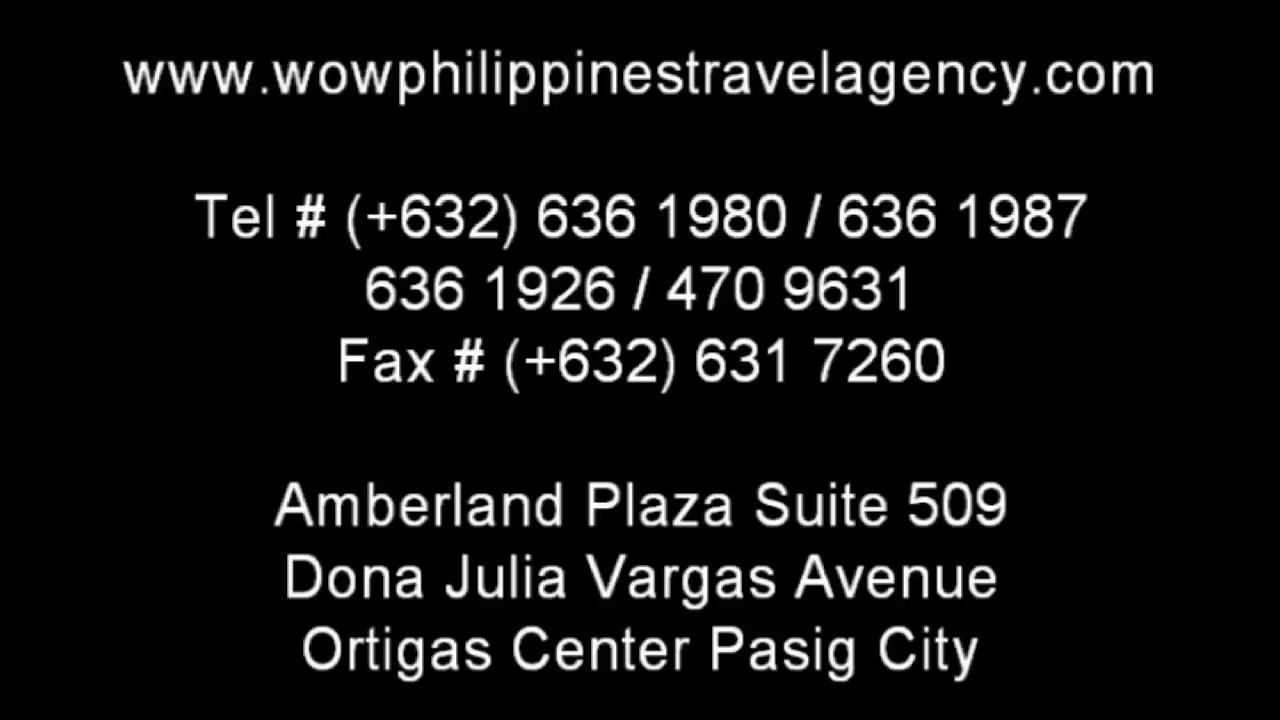 www.wowphilippinestravelagency.com
Tel # (+632) 636 1980 / 636 1987
636 1926 / 470 9631
Fax # (+632) 631 7260
Amberland Plaza Suite 509
Dona Julia Vargas Avenue
Ortigas Center Pasig City